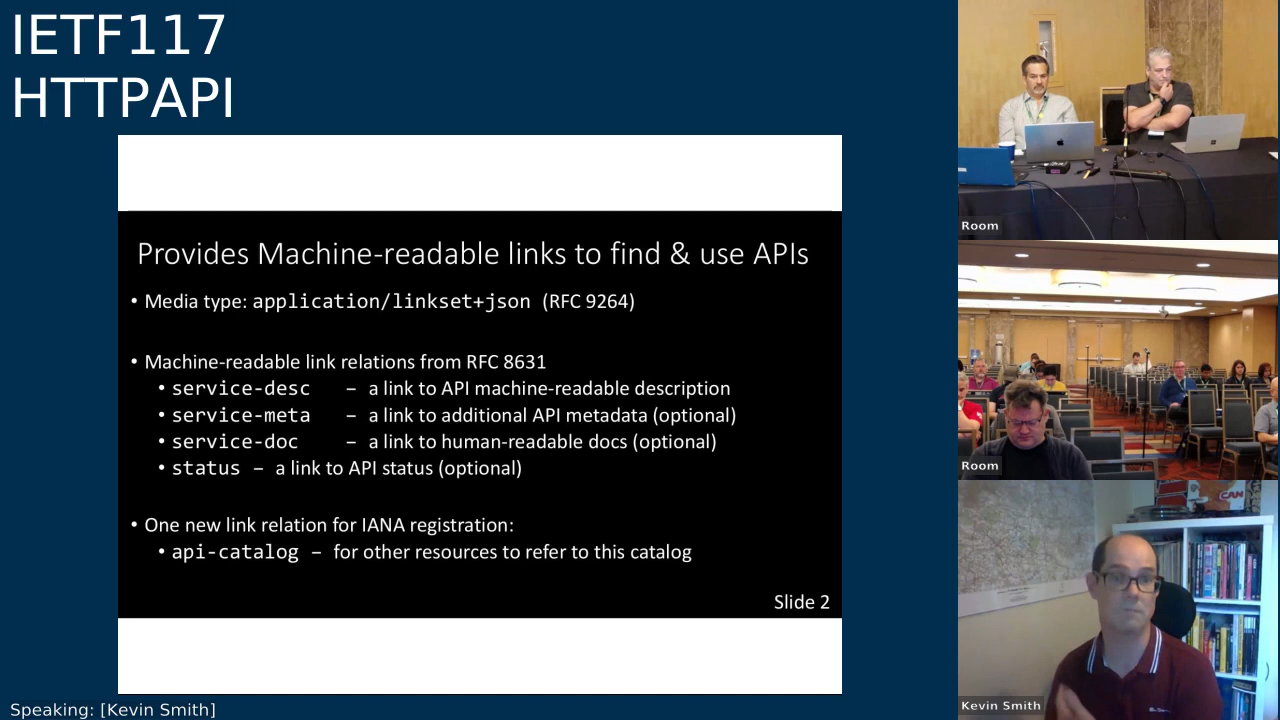 IETF117
HTTPAPI
Provides Machine-readable links to find & use APIs
• Media type: application/linkset+json (RFC 9264)
• Machine-readable link relations from RFC 8631
• service-desc – a link to API machine-readable description
• service-meta – a link to additional API metadata (optional)
• service-doc – a link to human-readable docs (optional)
• status – a link to API status (optional)
• One new link relation for IANA registration:
• api-catalog – for other resources to refer to this catalog
Slide 2
Speaking: [Kevin Smith]
Room
Room
CAN
Kevin Smith